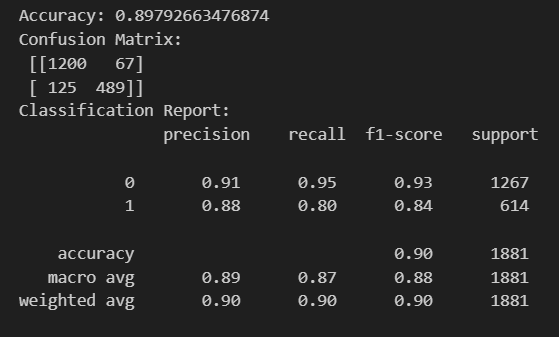 Accuracy: 0.89792663476874
Confusion Matrix:
[[1200 67]
[ 125 489]]
Classification Report:
precision recall f1-score support
0 0.91 0.95 0.93 1267
1 0.88 0.80 0.84 614
accuracy 0.90 1881
macro avg 0.89 0.87 0.88 1881
weighted avg 0.90 0.90 0.90 1881